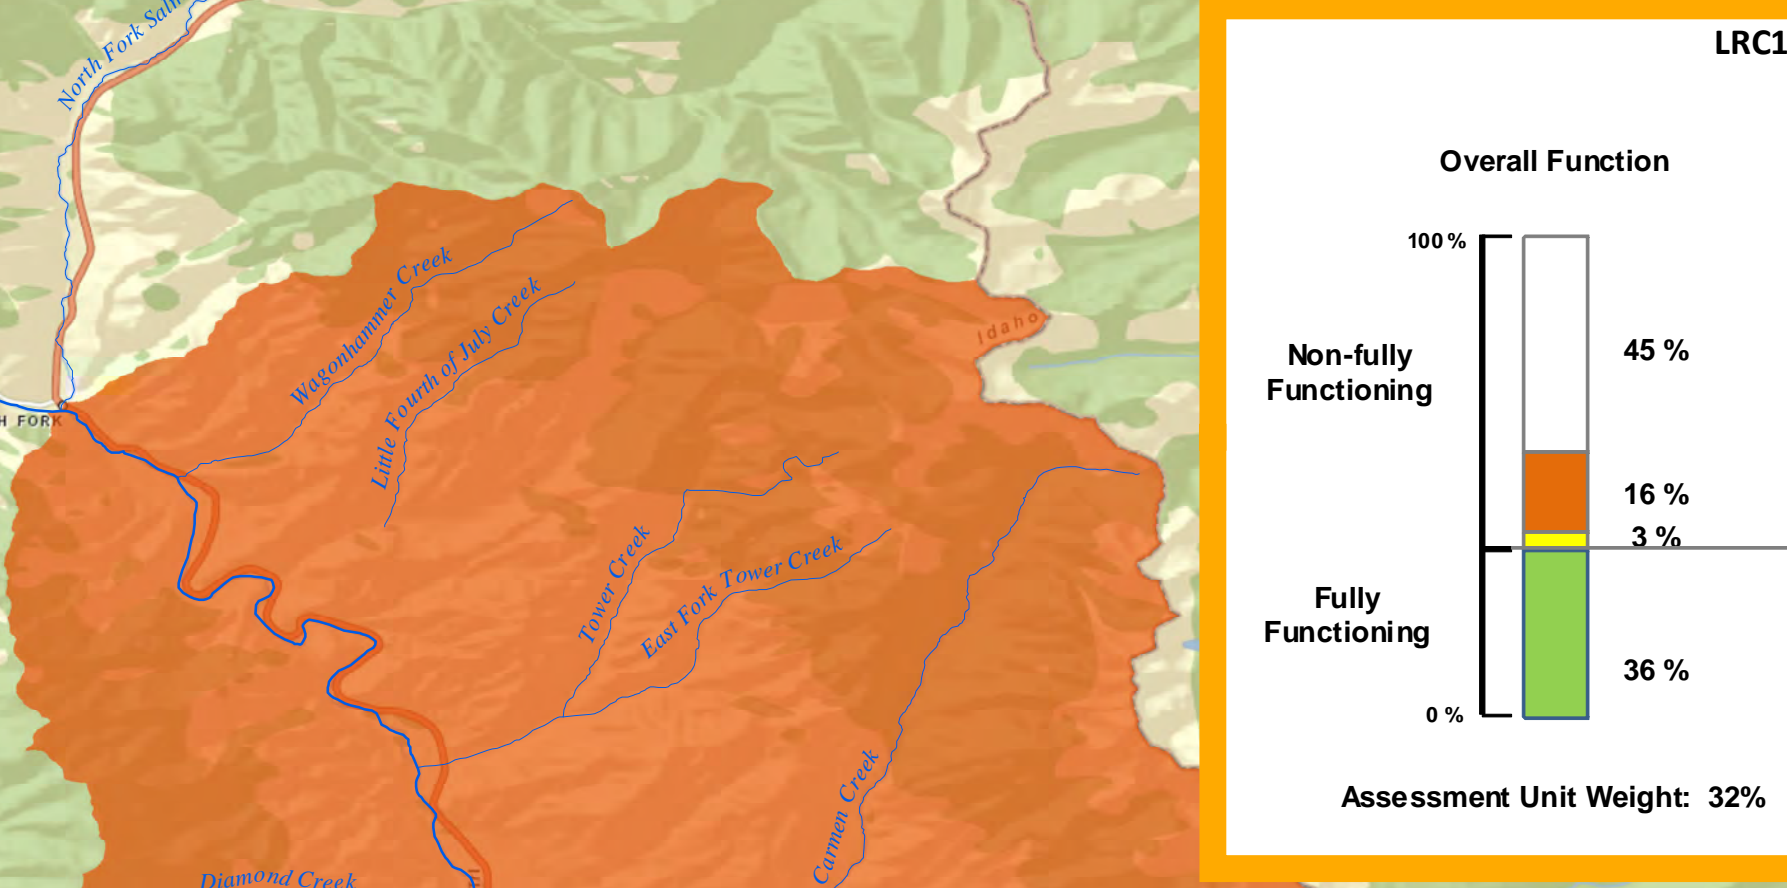 North Fork Salm
H FORK
Wagonhammer Creek
Little Fourth of July Creek
Idaho
Tower Creek
East Fork Tower Creek
Carmen Creek
Diamond Creek
LRC1
Overall Function
100%
Non-fully
Functioning
45 %
16 %
3 %
Fully
Functioning
36 %
0 %
Assessment Unit Weight: 32%